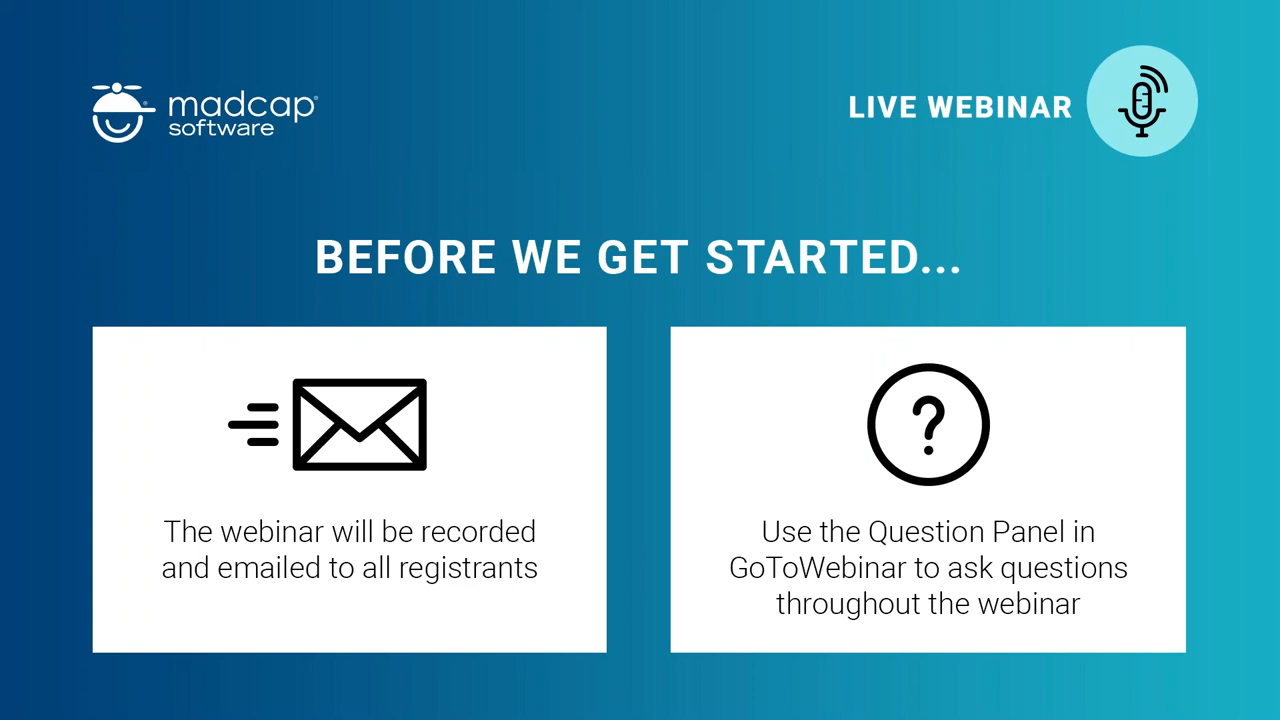 madcap®
software
LIVE WEBINAR
BEFORE WE GET STARTED...
The webinar will be recorded
and emailed to all registrants
?
Use the Question Panel in
GoToWebinar to ask questions
throughout the webinar